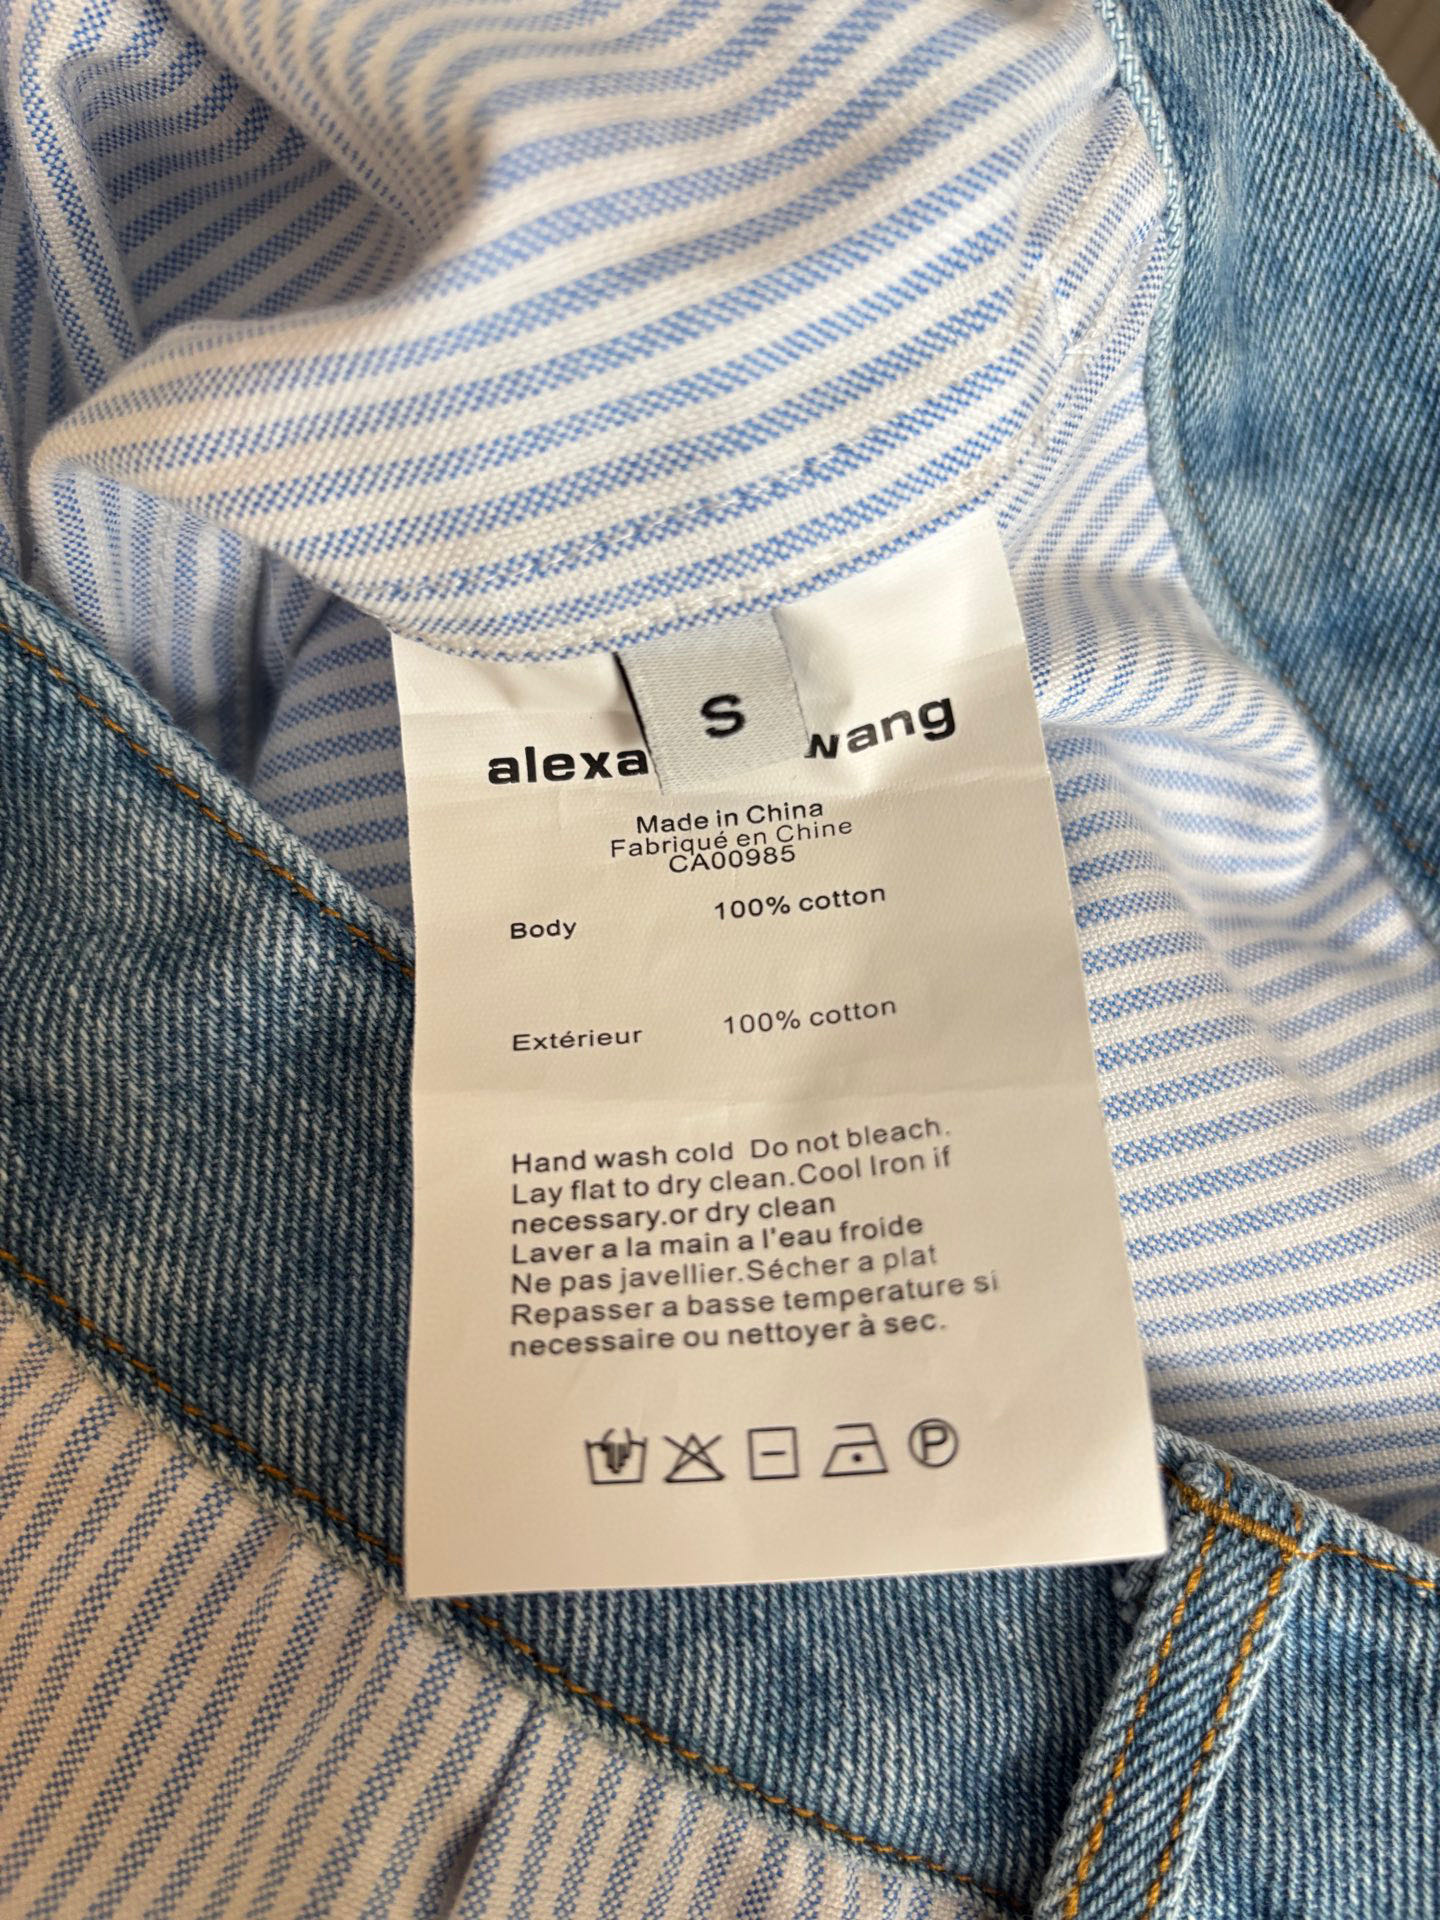 S
alexa wang
Made in China
Fabriqué en Chine
CA00985
Body 100% cotton
Extérieur 100% cotton
Hand wash cold Do not bleach.
Lay flat to dry clean.Cool Iron if
necessary.or dry clean
Laver a la main a l'eau froide
Ne pas javellier.Sécher a plat
Repasser a basse temperature si
necessaire ou nettoyer à sec.
P